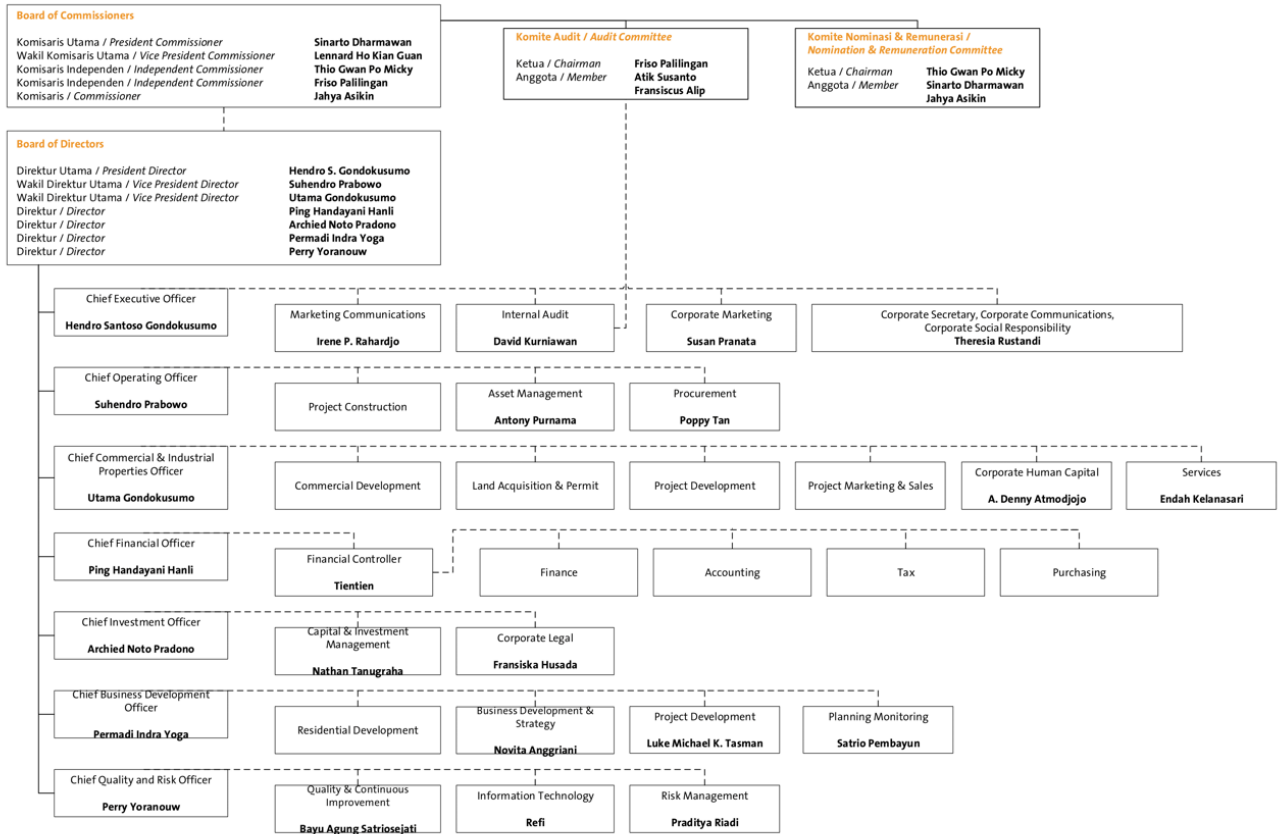 Board of Commissioners
Komisaris Utama / President Commissioner Sinarto Dharmawan
Wakil Komisaris Utama / Vice President Commissioner Lennard Ho Kian Guan
Komisaris Independen / Independent Commissioner Thio Gwan Po Micky
Komisaris Independen / Independent Commissioner Friso Palilingan
Komisaris / Commissioner Jahya Asikin
Komite Audit / Audit Committee
Ketua / Chairman Friso Palilingan
Anggota / Member Atik Susanto
Fransiscus Alip
Komite Nominasi & Remunerasi /
Nomination & Remuneration Committee
Ketua / Chairman Thio Gwan Po Micky
Anggota / Member Sinarto Dharmawan
Jahya Asikin
Board of Directors
Direktur Utama / President Director Hendro S. Gondokusumo
Wakil Direktur Utama / Vice President Director Suhendro Prabowo
Wakil Direktur Utama / Vice President Director Utama Gondokusumo
Direktur / Director Ping Handayani Hanli
Direktur / Director Archied Noto Pradono
Direktur / Director Permadi Indra Yoga
Direktur / Director Perry Yoranouw
Chief Executive Officer
Hendro Santoso Gondokusumo
Marketing Communications
Irene P. Rahardjo
Internal Audit
David Kurniawan
Corporate Marketing
Susan Pranata
Corporate Secretary, Corporate Communications,
Corporate Social Responsibility
Theresia Rustandi
Chief Operating Officer
Suhendro Prabowo
Project Construction
Asset Management
Antony Purnama
Procurement
Poppy Tan
Chief Commercial & Industrial
Properties Officer
Utama Gondokusumo
Commercial Development
Land Acquisition & Permit
Project Development
Project Marketing & Sales
Corporate Human Capital
A. Denny Atmodjojo
Services
Endah Kelanasari
Chief Financial Officer
Ping Handayani Hanli
Financial Controller
Tientien
Finance
Accounting
Tax
Purchasing
Chief Investment Officer
Archied Noto Pradono
Capital & Investment
Management
Nathan Tanugraha
Corporate Legal
Fransiska Husada
Chief Business Development
Officer
Permadi Indra Yoga
Residential Development
Business Development &
Strategy
Novita Anggriani
Project Development
Luke Michael K. Tasman
Planning Monitoring
Satrio Pembayun
Chief Quality and Risk Officer
Perry Yoranouw
Quality & Continuous
Improvement
Bayu Agung Satriosejati
Information Technology
Refi
Risk Management
Praditya Riadi